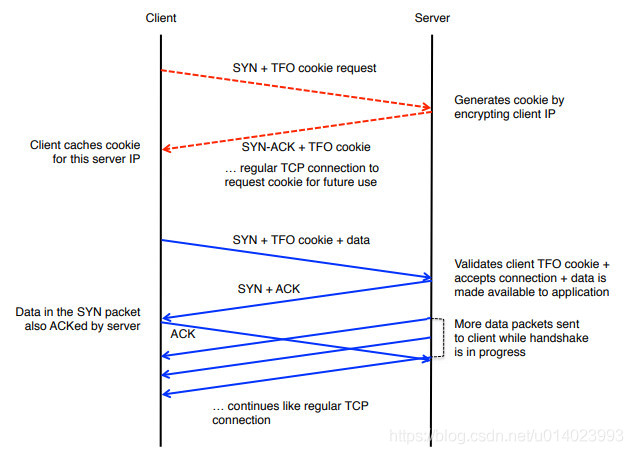 Client
Server
SYN + TFO cookie request
Generates cookie by
encrypting client IP
Client caches cookie
for this server IP
SYN-ACK + TFO cookie
… regular TCP connection to
request cookie for future use
SYN + TFO cookie + data
Validates client TFO cookie +
accepts connection + data is
made available to application
SYN + ACK
Data in the SYN packet
also ACKed by server
ACK
More data packets sent
to client while handshake
is in progress
… continues like regular TCP
connection
https://blog.csdn.net/u014023993